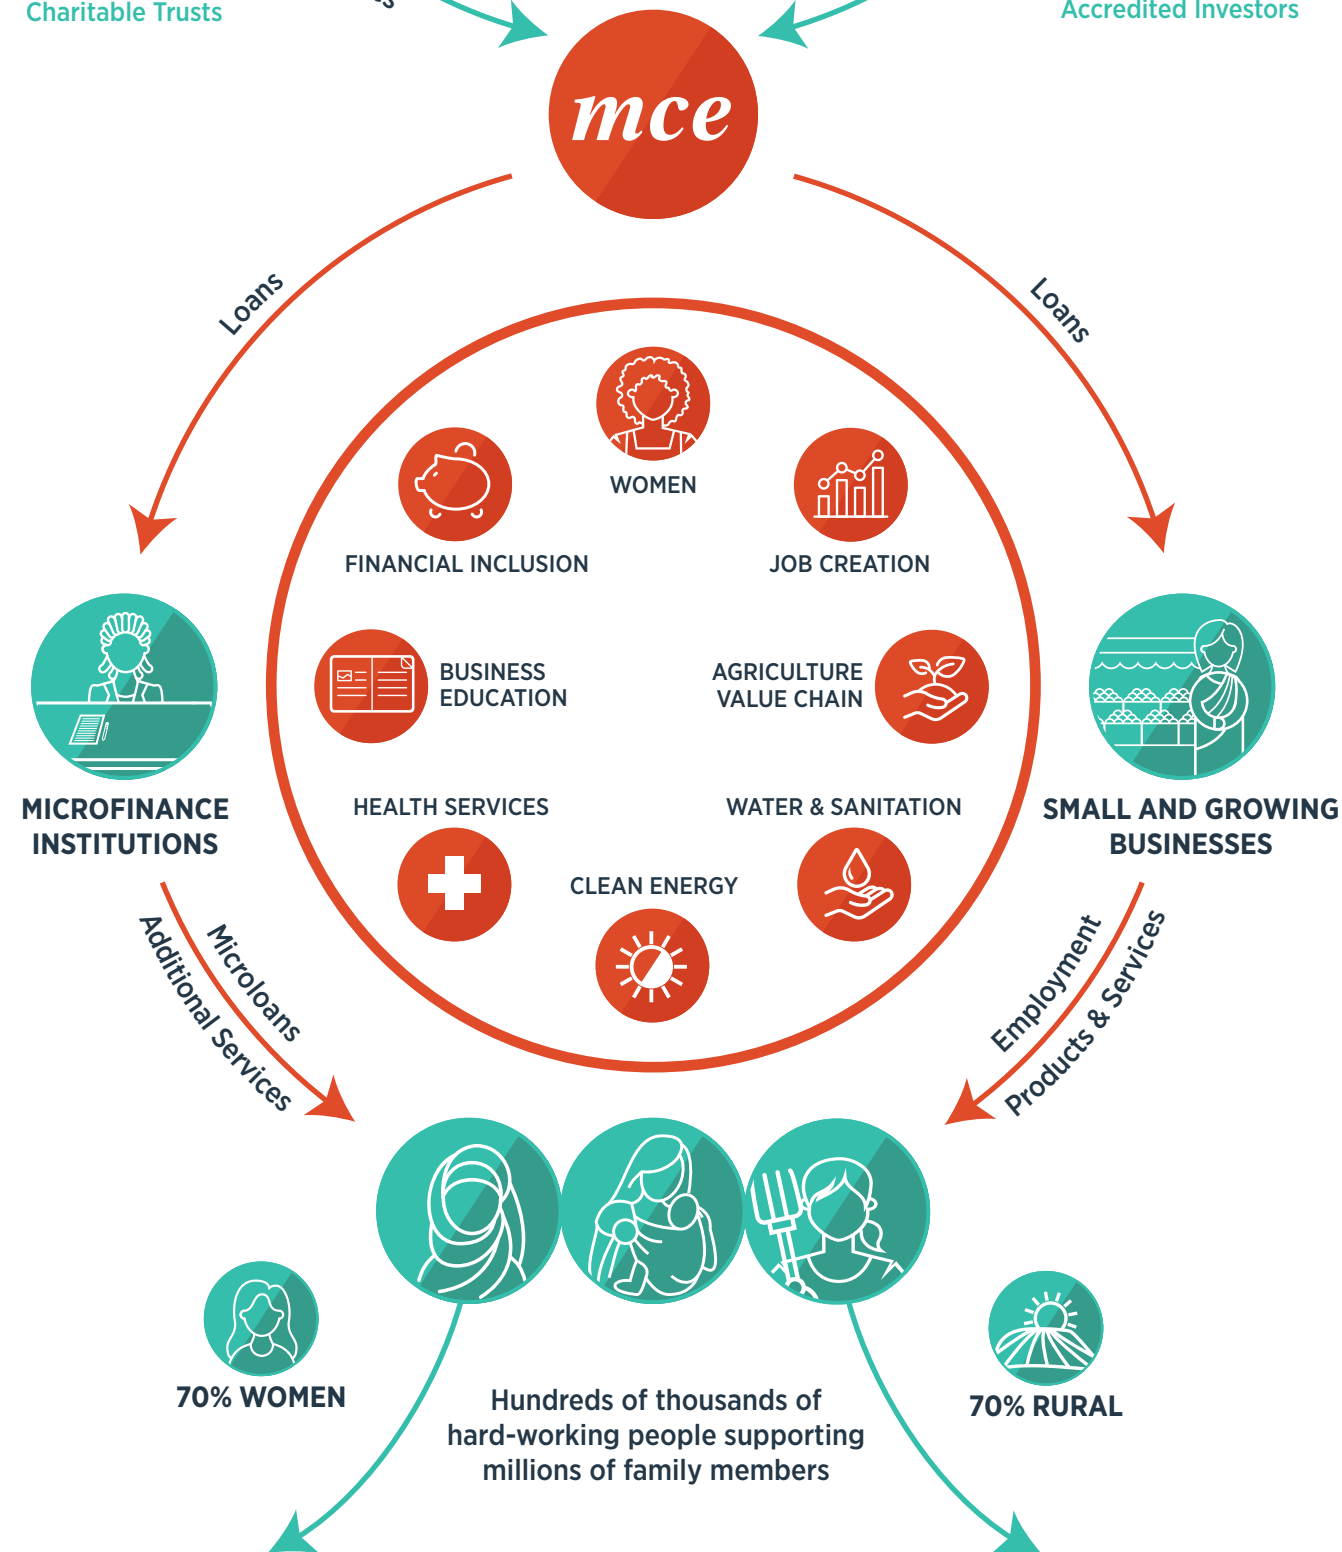 Charitable Trusts
Accredited Investors
mce
Loans
Loans
WOMEN
FINANCIAL INCLUSION
JOB CREATION
BUSINESS
EDUCATION
AGRICULTURE
VALUE CHAIN
MICROFINANCE
INSTITUTIONS
HEALTH SERVICES
WATER & SANITATION
SMALL AND GROWING
BUSINESSES
CLEAN ENERGY
Microloans
Additional Services
Employment
Products & Services
70% WOMEN
70% RURAL
Hundreds of thousands of
hard-working people supporting
millions of family members